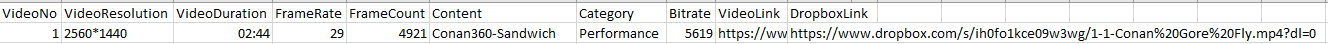 VideoNo VideoResolution VideoDuration FrameRate FrameCount Content Category Bitrate VideoLink DropboxLink
1 2560*1440 02:44 29 4921 Conan360-Sandwich Performance 5619 https://ww https://www.dropbox.com/s/ih0fo1kce09w3wg/1-1-Conan%20Gore%20Fly.mp4?dl=0